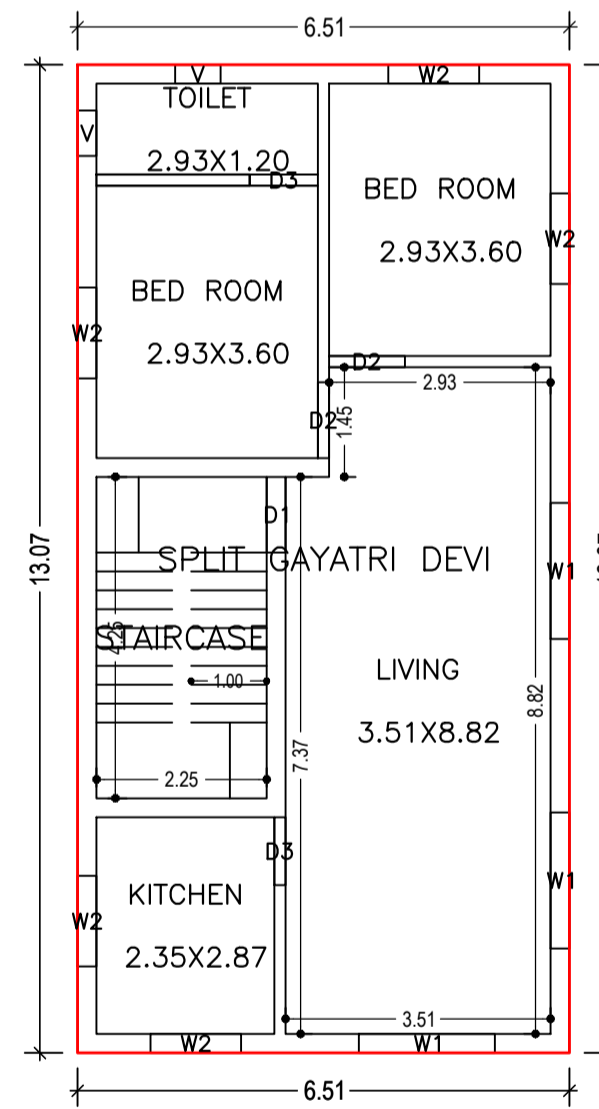 6.51
V
W2
TOILET
V
2.93X1.20
D3
BED ROOM
2.93X3.60
W2
BED ROOM
2.93X3.60
W2
D2
2.93
D2
1.45
13.07
D1
SPLIT GAYATRI DEVI
W1
STAIRCASE
4.25
1.00
LIVING
3.51X8.82
8.82
7.37
2.25
D3
W1
KITCHEN
2.35X2.87
W2
3.51
W2
W1
6.51